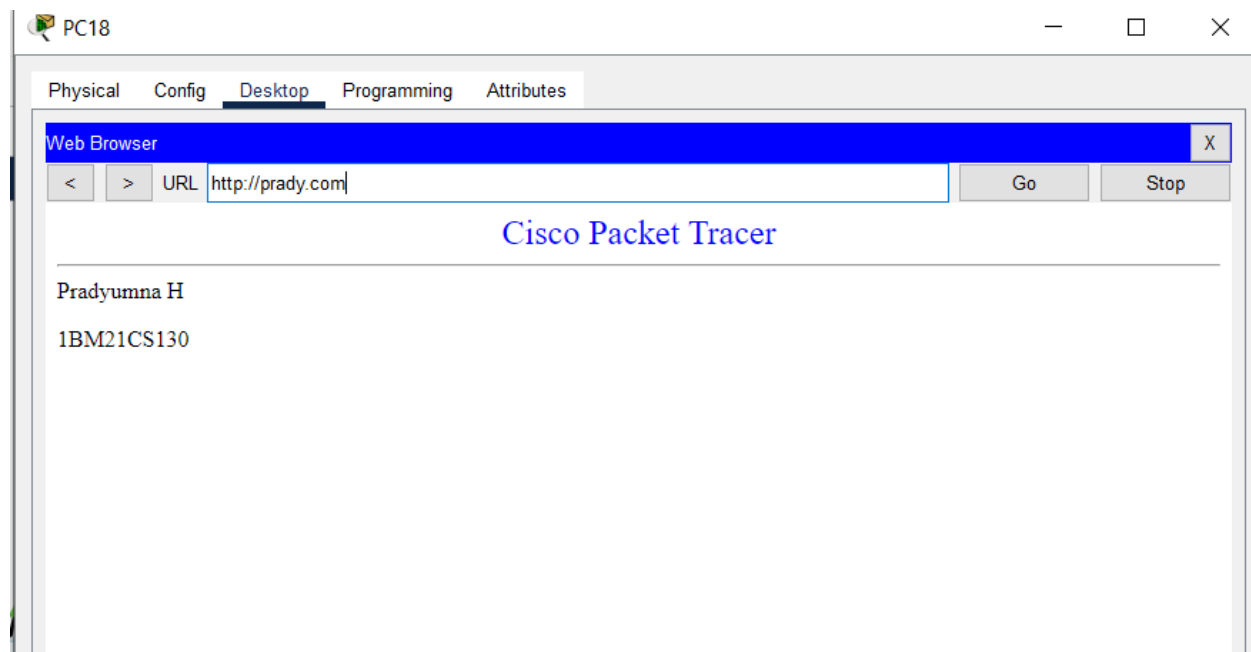 PC18
Physical Config Desktop Programming Attributes
Web Browser X
< > URL http://prady.com Go Stop
Cisco Packet Tracer
Pradyumna H
1BM21CS130